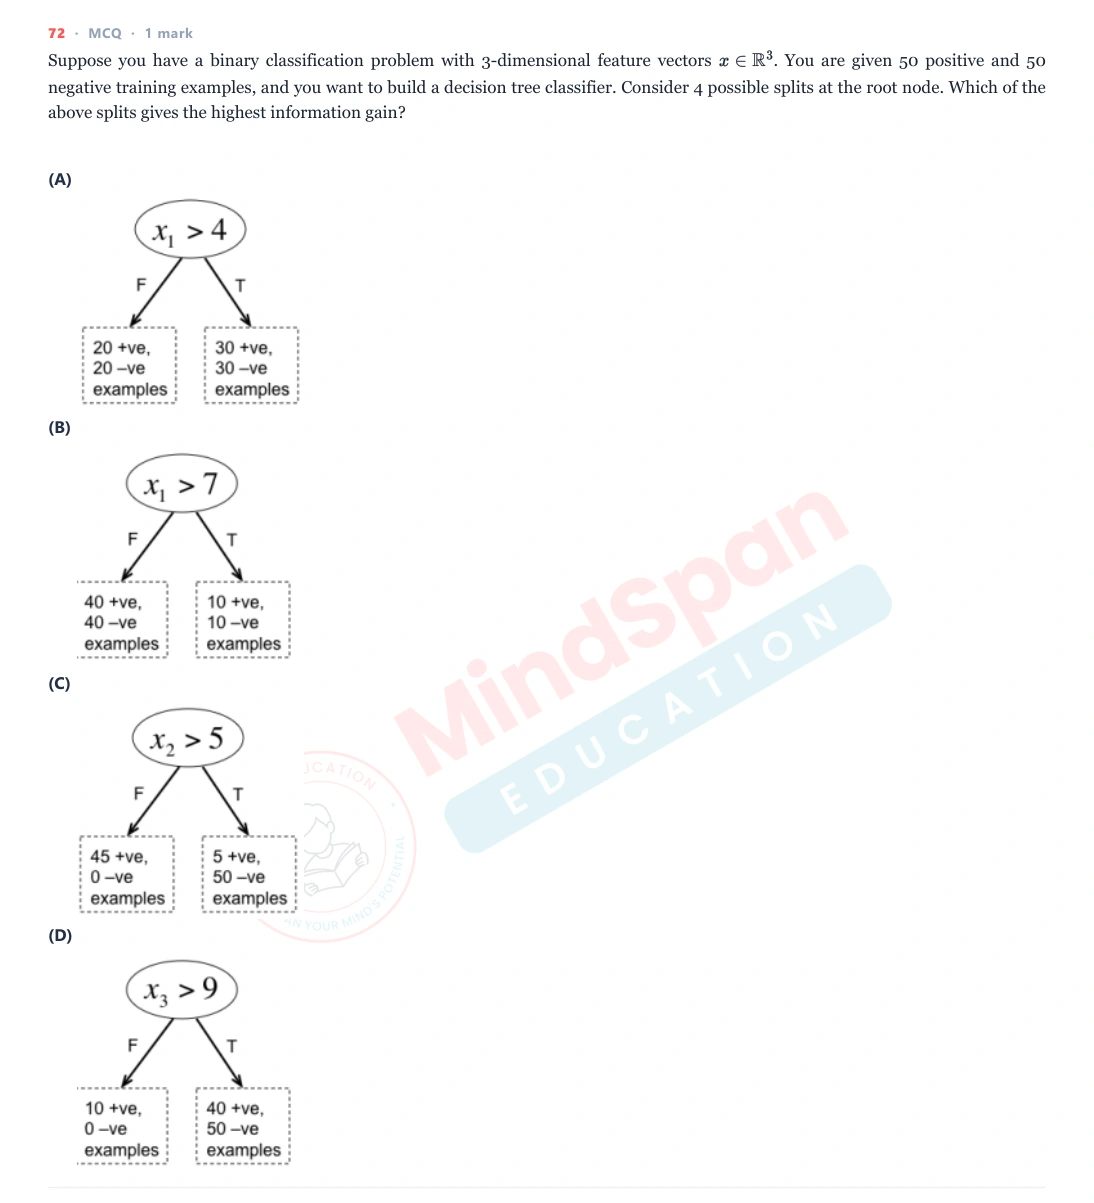 72 · MCQ · 1 mark
Suppose you have a binary classification problem with 3-dimensional feature vectors x ∈ ℝ³. You are given 50 positive and 50
negative training examples, and you want to build a decision tree classifier. Consider 4 possible splits at the root node. Which of the
above splits gives the highest information gain?
(A)
x₁ > 4
F T
20 +ve, 30 +ve,
20 –ve 30 –ve
examples examples
(B)
x₁ > 7
F T
40 +ve, 10 +ve,
40 –ve 10 –ve
examples examples
(C)
x₂ > 5
F T
45 +ve, 5 +ve,
0 –ve 50 –ve
examples examples
(D)
x₃ > 9
F T
10 +ve, 40 +ve,
0 –ve 50 –ve
examples examples
MindSpan
EDUCATION
YOUR MIND'S POTENTIAL